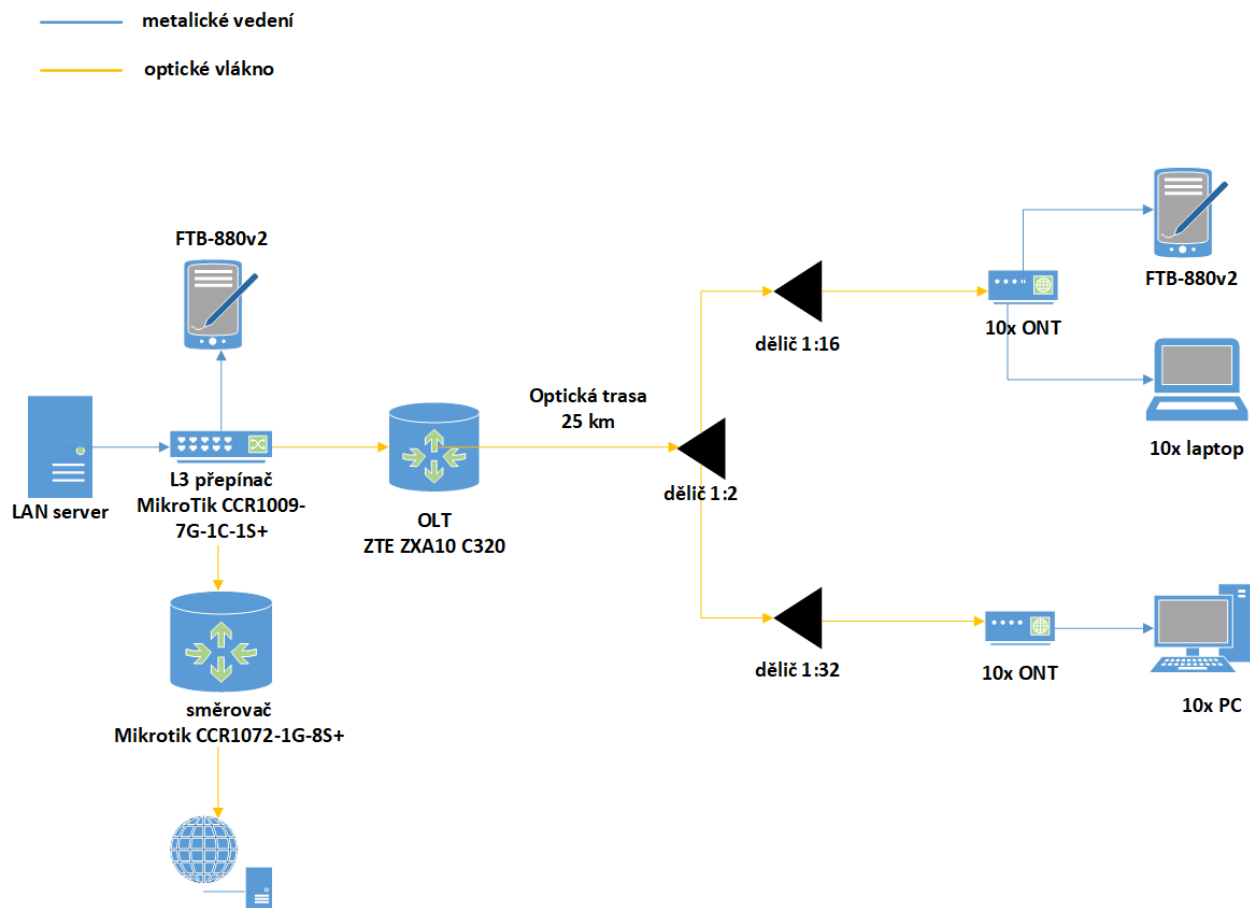 metalické vedení
optické vlákno
FTB-880v2
FTB-880v2
dělič 1:16
10x ONT
Optická trasa
25 km
10x laptop
LAN server
L3 přepínač
MikroTik CCR1009-
7G-1C-1S+
dělič 1:2
OLT
ZTE ZXA10 C320
dělič 1:32
10x ONT
10x PC
směrovač
Mikrotik CCR1072-1G-8S+